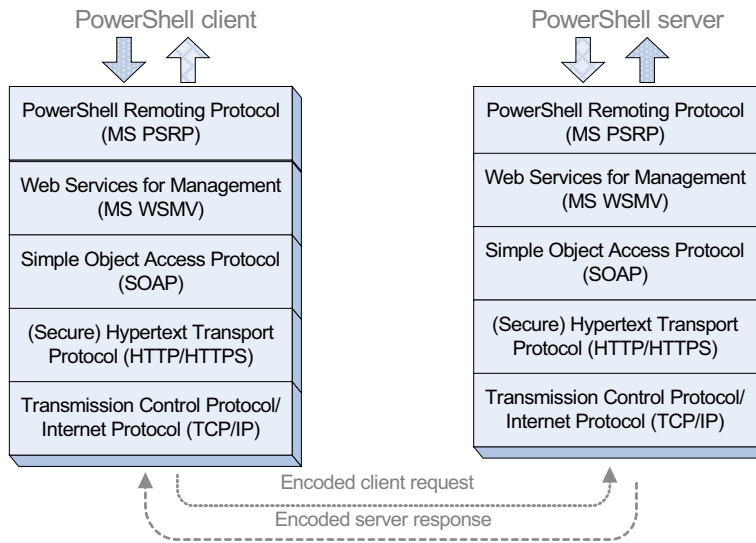 PowerShell client
PowerShell Remoting Protocol
(MS PSRP)
Web Services for Management
(MS WSMV)
Simple Object Access Protocol
(SOAP)
(Secure) Hypertext Transport
Protocol (HTTP/HTTPS)
Transmission Control Protocol/
Internet Protocol (TCP/IP)
PowerShell server
PowerShell Remoting Protocol
(MS PSRP)
Web Services for Management
(MS WSMV)
Simple Object Access Protocol
(SOAP)
(Secure) Hypertext Transport
Protocol (HTTP/HTTPS)
Transmission Control Protocol/
Internet Protocol (TCP/IP)
Encoded client request
Encoded server response